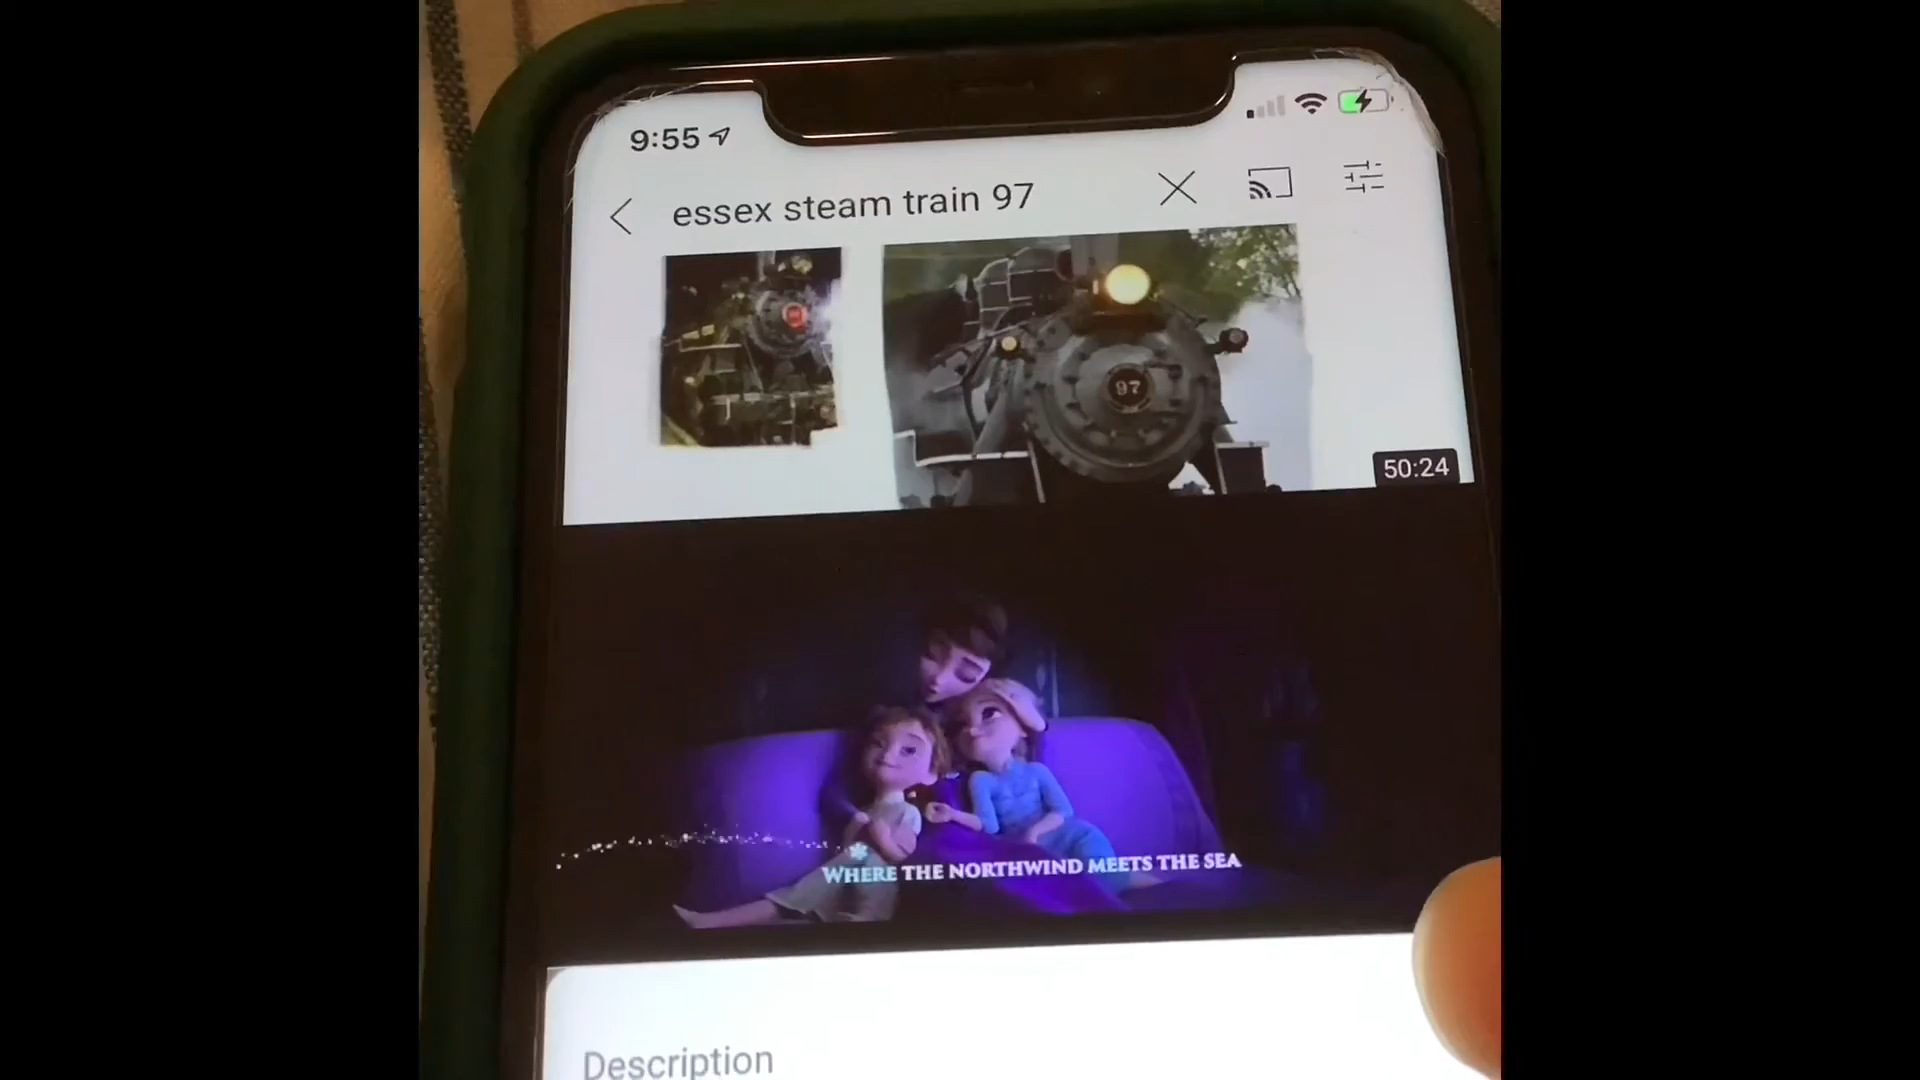 9:55
essex steam train 97
97
50:24
WHERE THE NORTHWIND MEETS THE SEA
Description